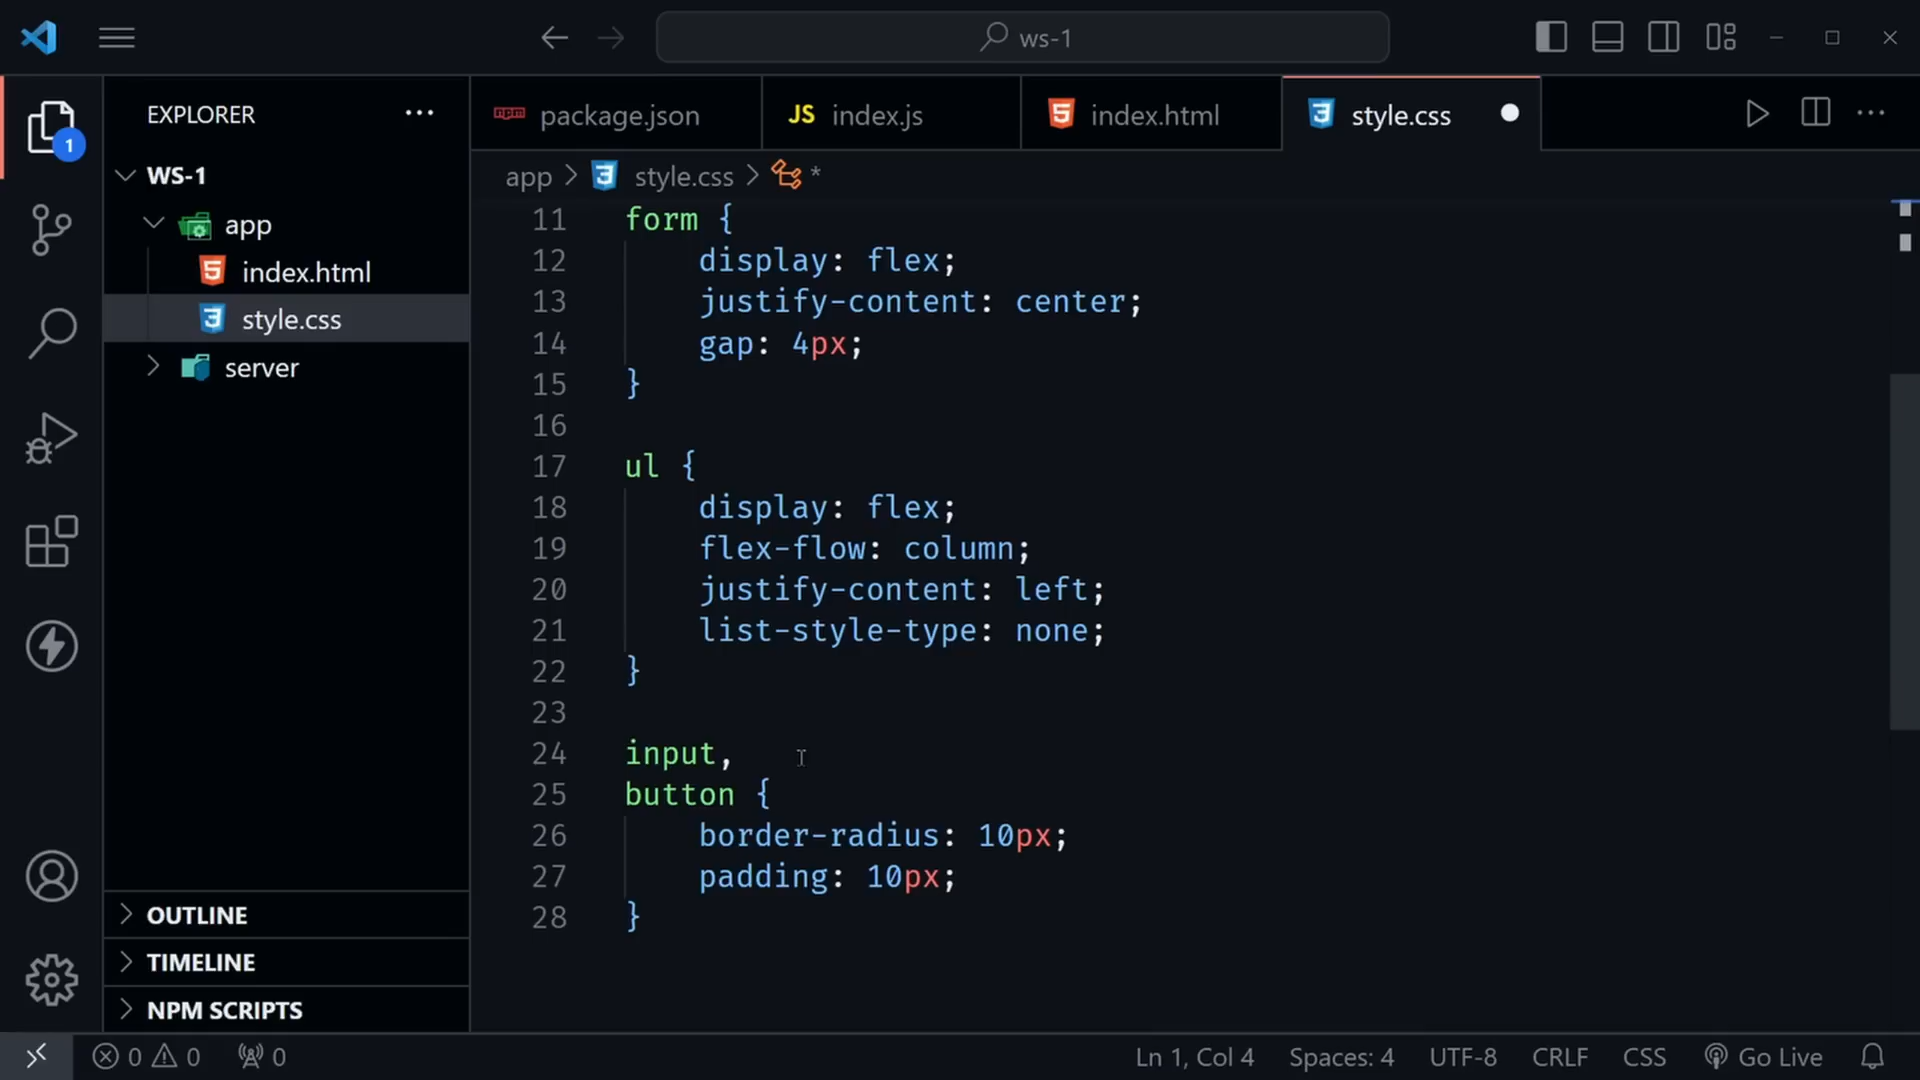 ws-1
EXPLORER
package.json
JS index.js
index.html
style.css
1
WS-1
app > style.css > *
app
index.html
style.css
server
11 form {
12 display: flex;
13 justify-content: center;
14 gap: 4px;
15 }
16
17 ul {
18 display: flex;
19 flex-flow: column;
20 justify-content: left;
21 list-style-type: none;
22 }
23
24 input,
25 button {
26 border-radius: 10px;
27 padding: 10px;
28 }
OUTLINE
TIMELINE
NPM SCRIPTS
0 0 0 Ln 1, Col 4 Spaces: 4 UTF-8 CRLF CSS Go Live